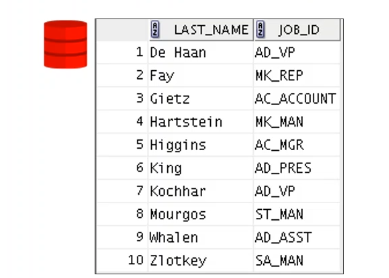 LAST_NAME JOB_ID
1 De Haan AD_VP
2 Fay MK_REP
3 Gietz AC_ACCOUNT
4 Hartstein MK_MAN
5 Higgins AC_MGR
6 King AD_PRES
7 Kochhar AD_VP
8 Mourgos ST_MAN
9 Whalen AD_ASST
10 Zlotkey SA_MAN